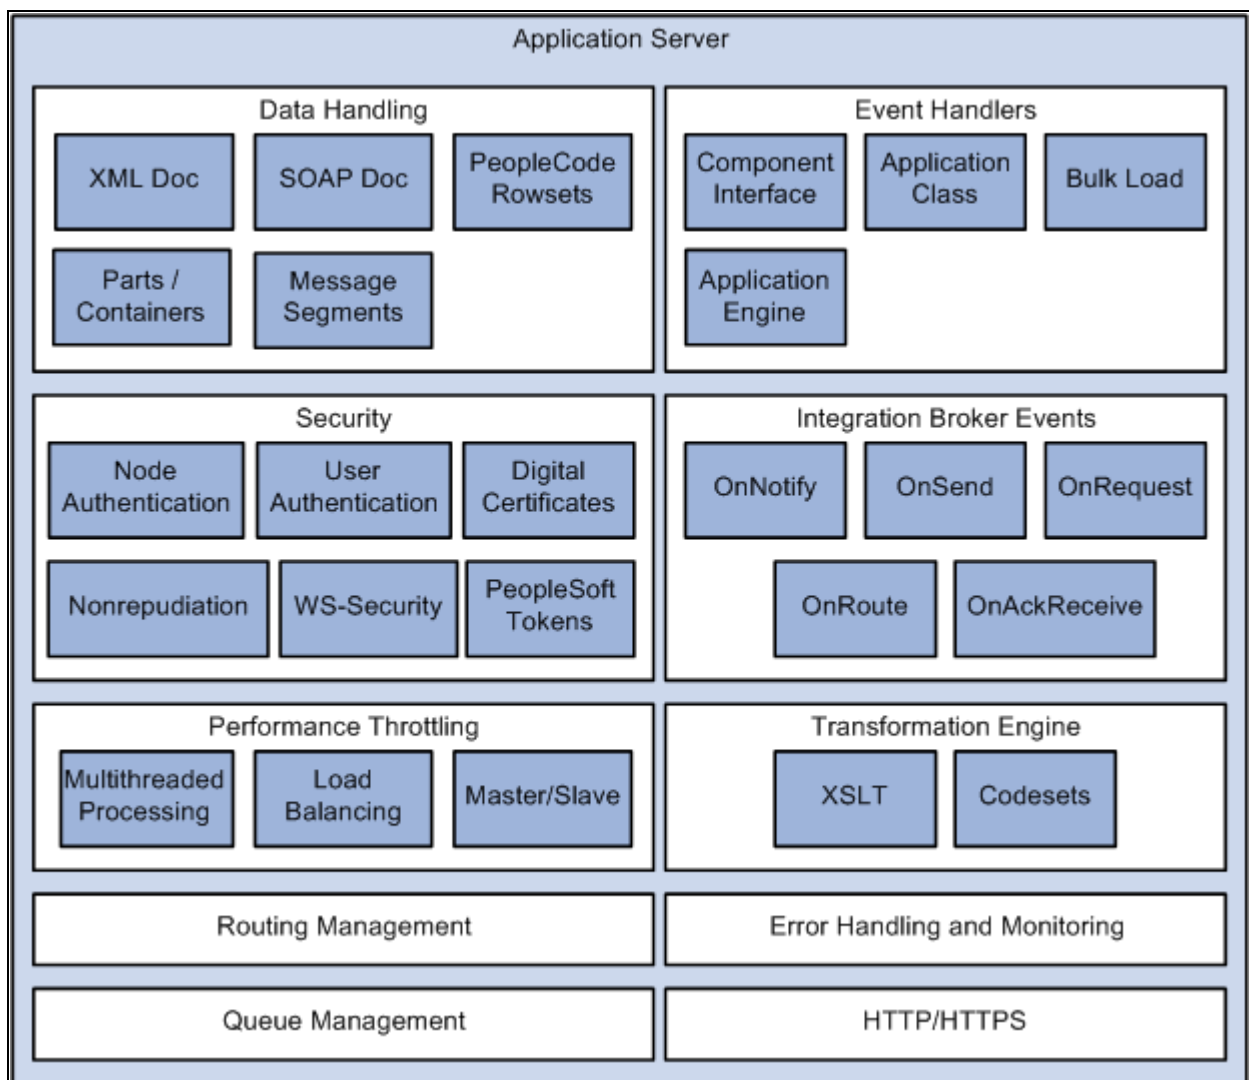 Application Server
Data Handling
XML Doc
SOAP Doc
PeopleCode
Rowsets
Parts /
Containers
Message
Segments
Event Handlers
Component
Interface
Application
Class
Bulk Load
Application
Engine
Security
Node
Authentication
User
Authentication
Digital
Certificates
Nonrepudiation
WS-Security
PeopleSoft
Tokens
Integration Broker Events
OnNotify
OnSend
OnRequest
OnRoute
OnAckReceive
Performance Throttling
Multithreaded
Processing
Load
Balancing
Master/Slave
Transformation Engine
XSLT
Codesets
Routing Management
Error Handling and Monitoring
Queue Management
HTTP/HTTPS